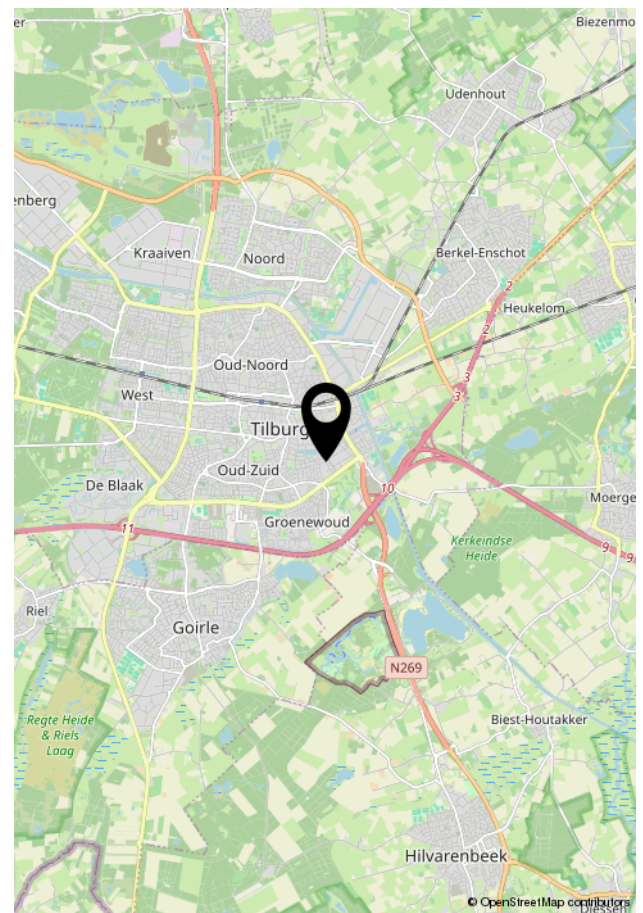 er
Biezenmo
Udenhout
enberg
Kraaiven
Noord
Berkel-Enschot
2
Heukelom
2
Oud-Noord
3
West
3
Tilburg
Oud-Zuid
De Blaak
10
Moerge
Groenewoud
11
Kerkeindse
Heide
9
9
Riel
Goirle
N269
Regte Heide
& Riels
Laag
Biest-Houtakker
Hilvarenbeek
© OpenStreetMap contributors
Diessen